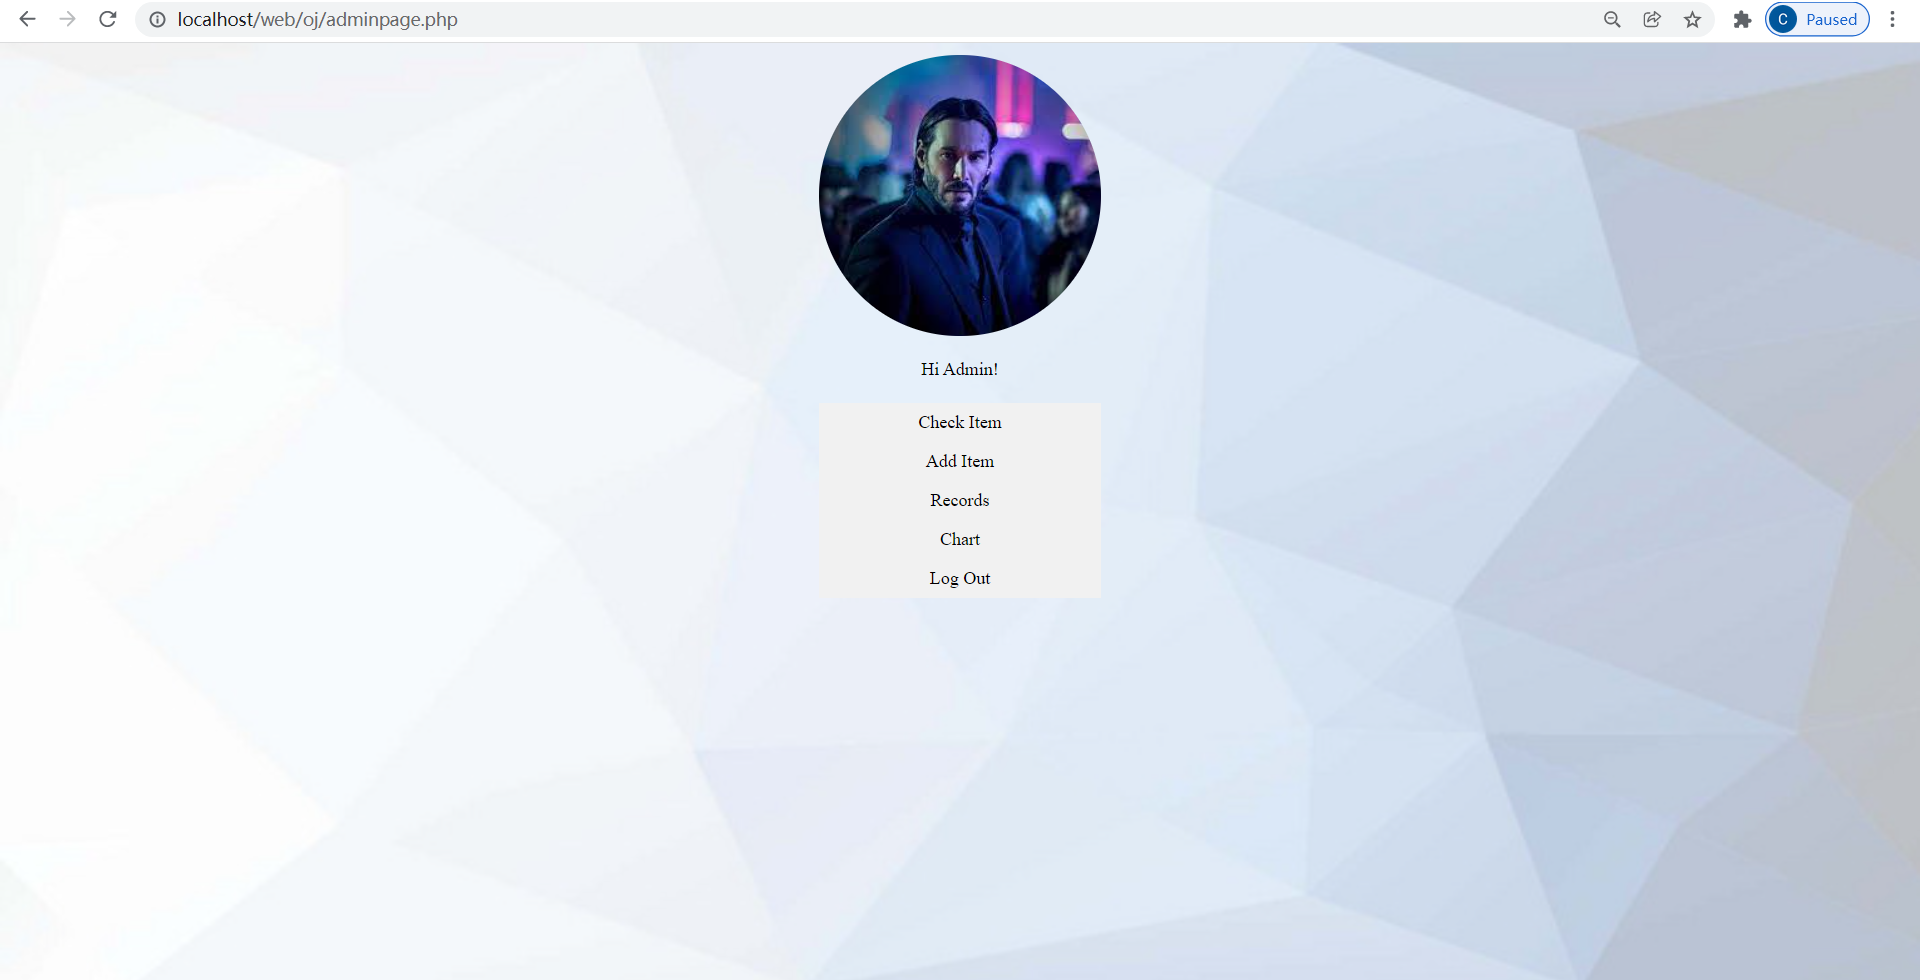 localhost/web/oj/adminpage.php
C Paused
Hi Admin!
Check Item
Add Item
Records
Chart
Log Out